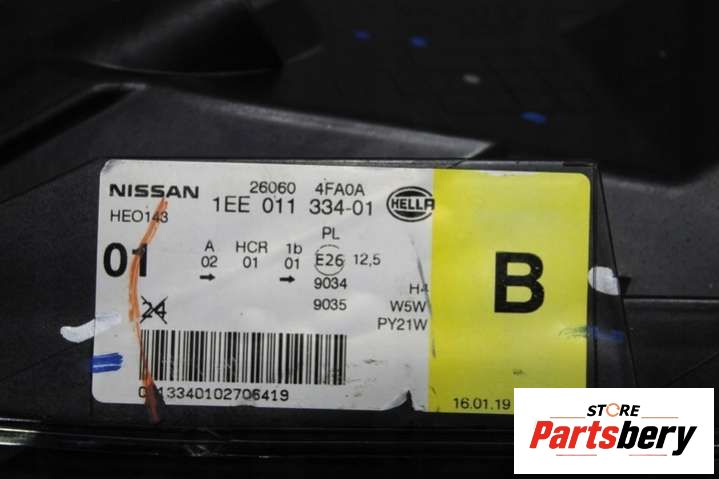 NISSAN 26060 4FA0A
HEO143 1EE 011 334-01 HELLA
PL
01 A HCR 1b E26 12,5
02 01 01
9034 H4
24 9035 W5W
PY21W
B
16.01.19
STORE
Partsbery